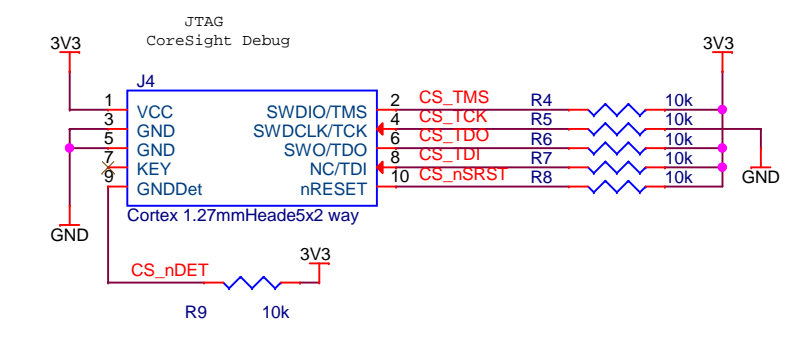 JTAG
CoreSight Debug
3V3
3V3
J4
1 VCC SWDIO/TMS 2 CS_TMS R4 10k
3 GND SWDCLK/TCK 4 CS_TCK R5 10k
5 GND SWO/TDO 6 CS_TDO R6 10k
7 KEY NC/TDI 8 CS_TDI R7 10k
9 GNDDet nRESET 10 CS_nSRST R8 10k
GND
Cortex 1.27mmHeade5x2 way
GND
3V3
CS_nDET
R9 10k